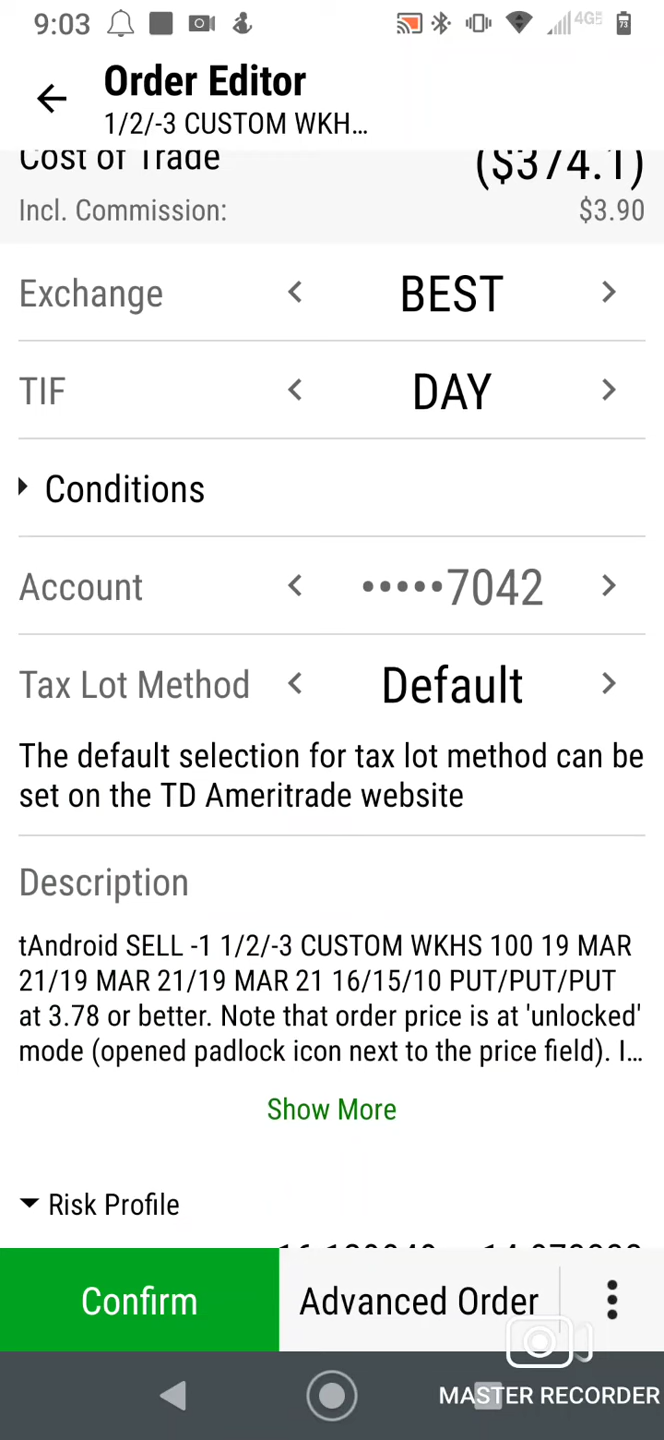 9:03 4G 73
Order Editor
1/2/-3 CUSTOM WKH...
Cost of Trade ($374.1)
Incl. Commission: $3.90
Exchange < BEST >
TIF < DAY >
Conditions
Account < •••••7042 >
Tax Lot Method < Default >
The default selection for tax lot method can be
set on the TD Ameritrade website
Description
tAndroid SELL -1 1/2/-3 CUSTOM WKHS 100 19 MAR
21/19 MAR 21/19 MAR 21 16/15/10 PUT/PUT/PUT
at 3.78 or better. Note that order price is at 'unlocked'
mode (opened padlock icon next to the price field). I...
Show More
Risk Profile
Confirm Advanced Order
MASTER RECORDER